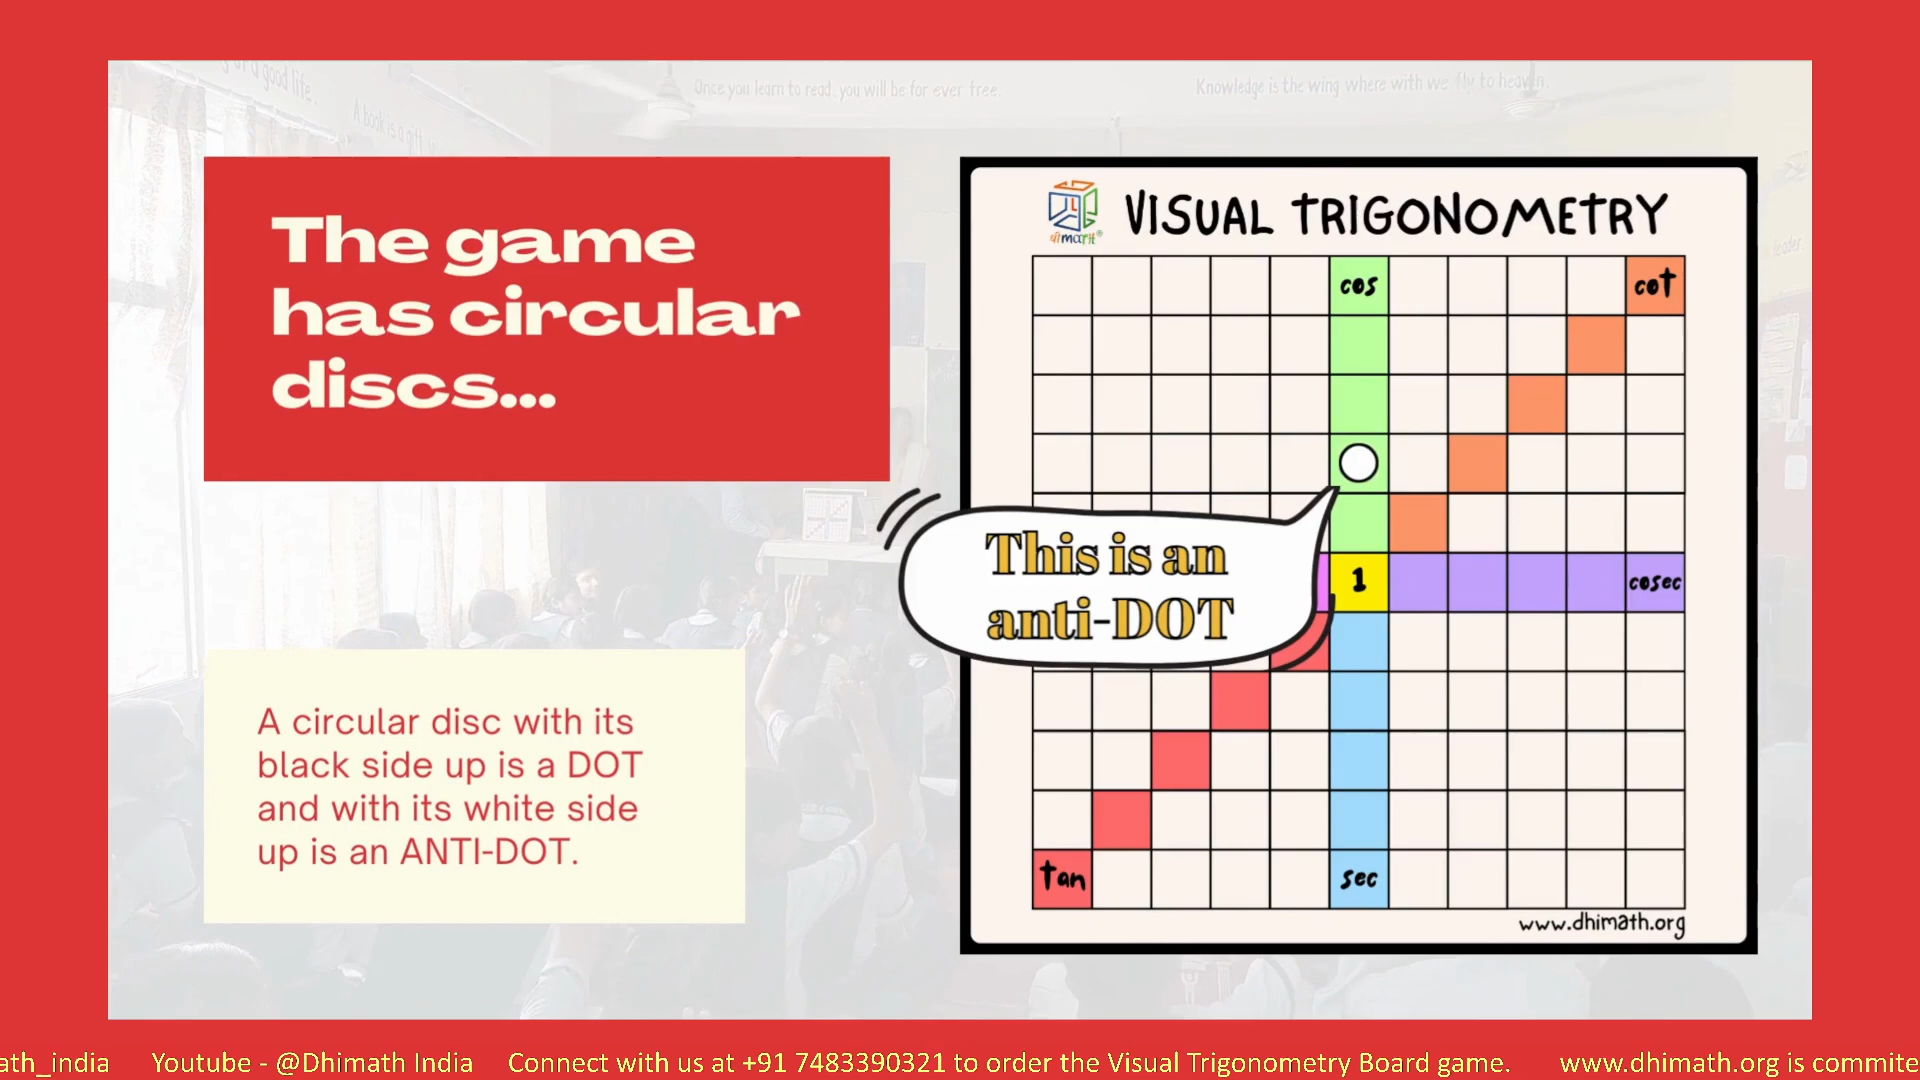 A book is a gift
Once you learn to read, you will be for ever free
Knowledge is the wing where with we fly to heaven.
The game
has circular
discs...
A circular disc with its
black side up is a DOT
and with its white side
up is an ANTI-DOT.
VISUAL TRIGONOMETRY
cos
cot
This is an
anti-DOT
1
cosec
tan
sec
www.dhimath.org
ath_india Youtube - @Dhimath India Connect with us at +91 7483390321 to order the Visual Trigonometry Board game. www.dhimath.org is commite